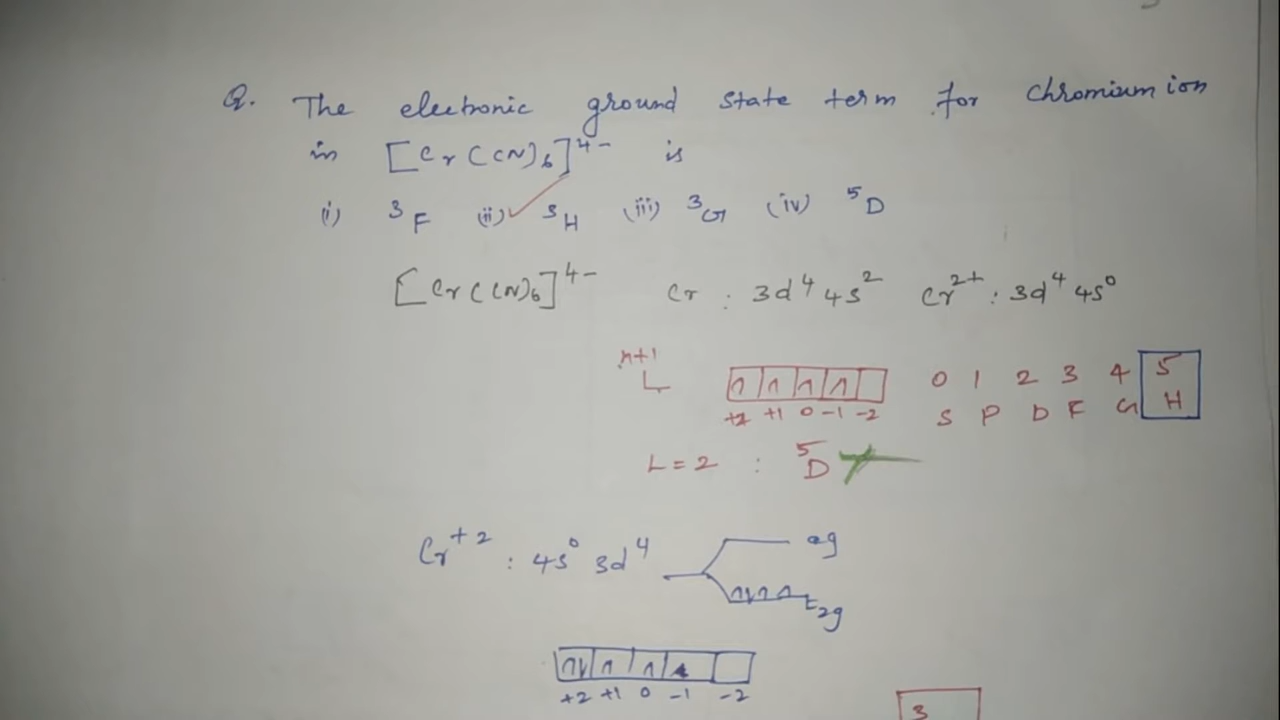 Q. The electronic ground state term for chromium ion
in [Cr(CN)6]4- is
(i) 3F (ii) 3H (iii) 3G (iv) 5D
[Cr(CN)6]4- Cr : 3d4 4s2 Cr2+ : 3d4 4s0
n+1
L 0 1 2 3 4 5
+2 +1 0 -1 -2 S P D F G H
L = 2 : 5D
Cr+2 : 4s0 3d4 eg
t2g
+2 +1 0 -1 -2
3